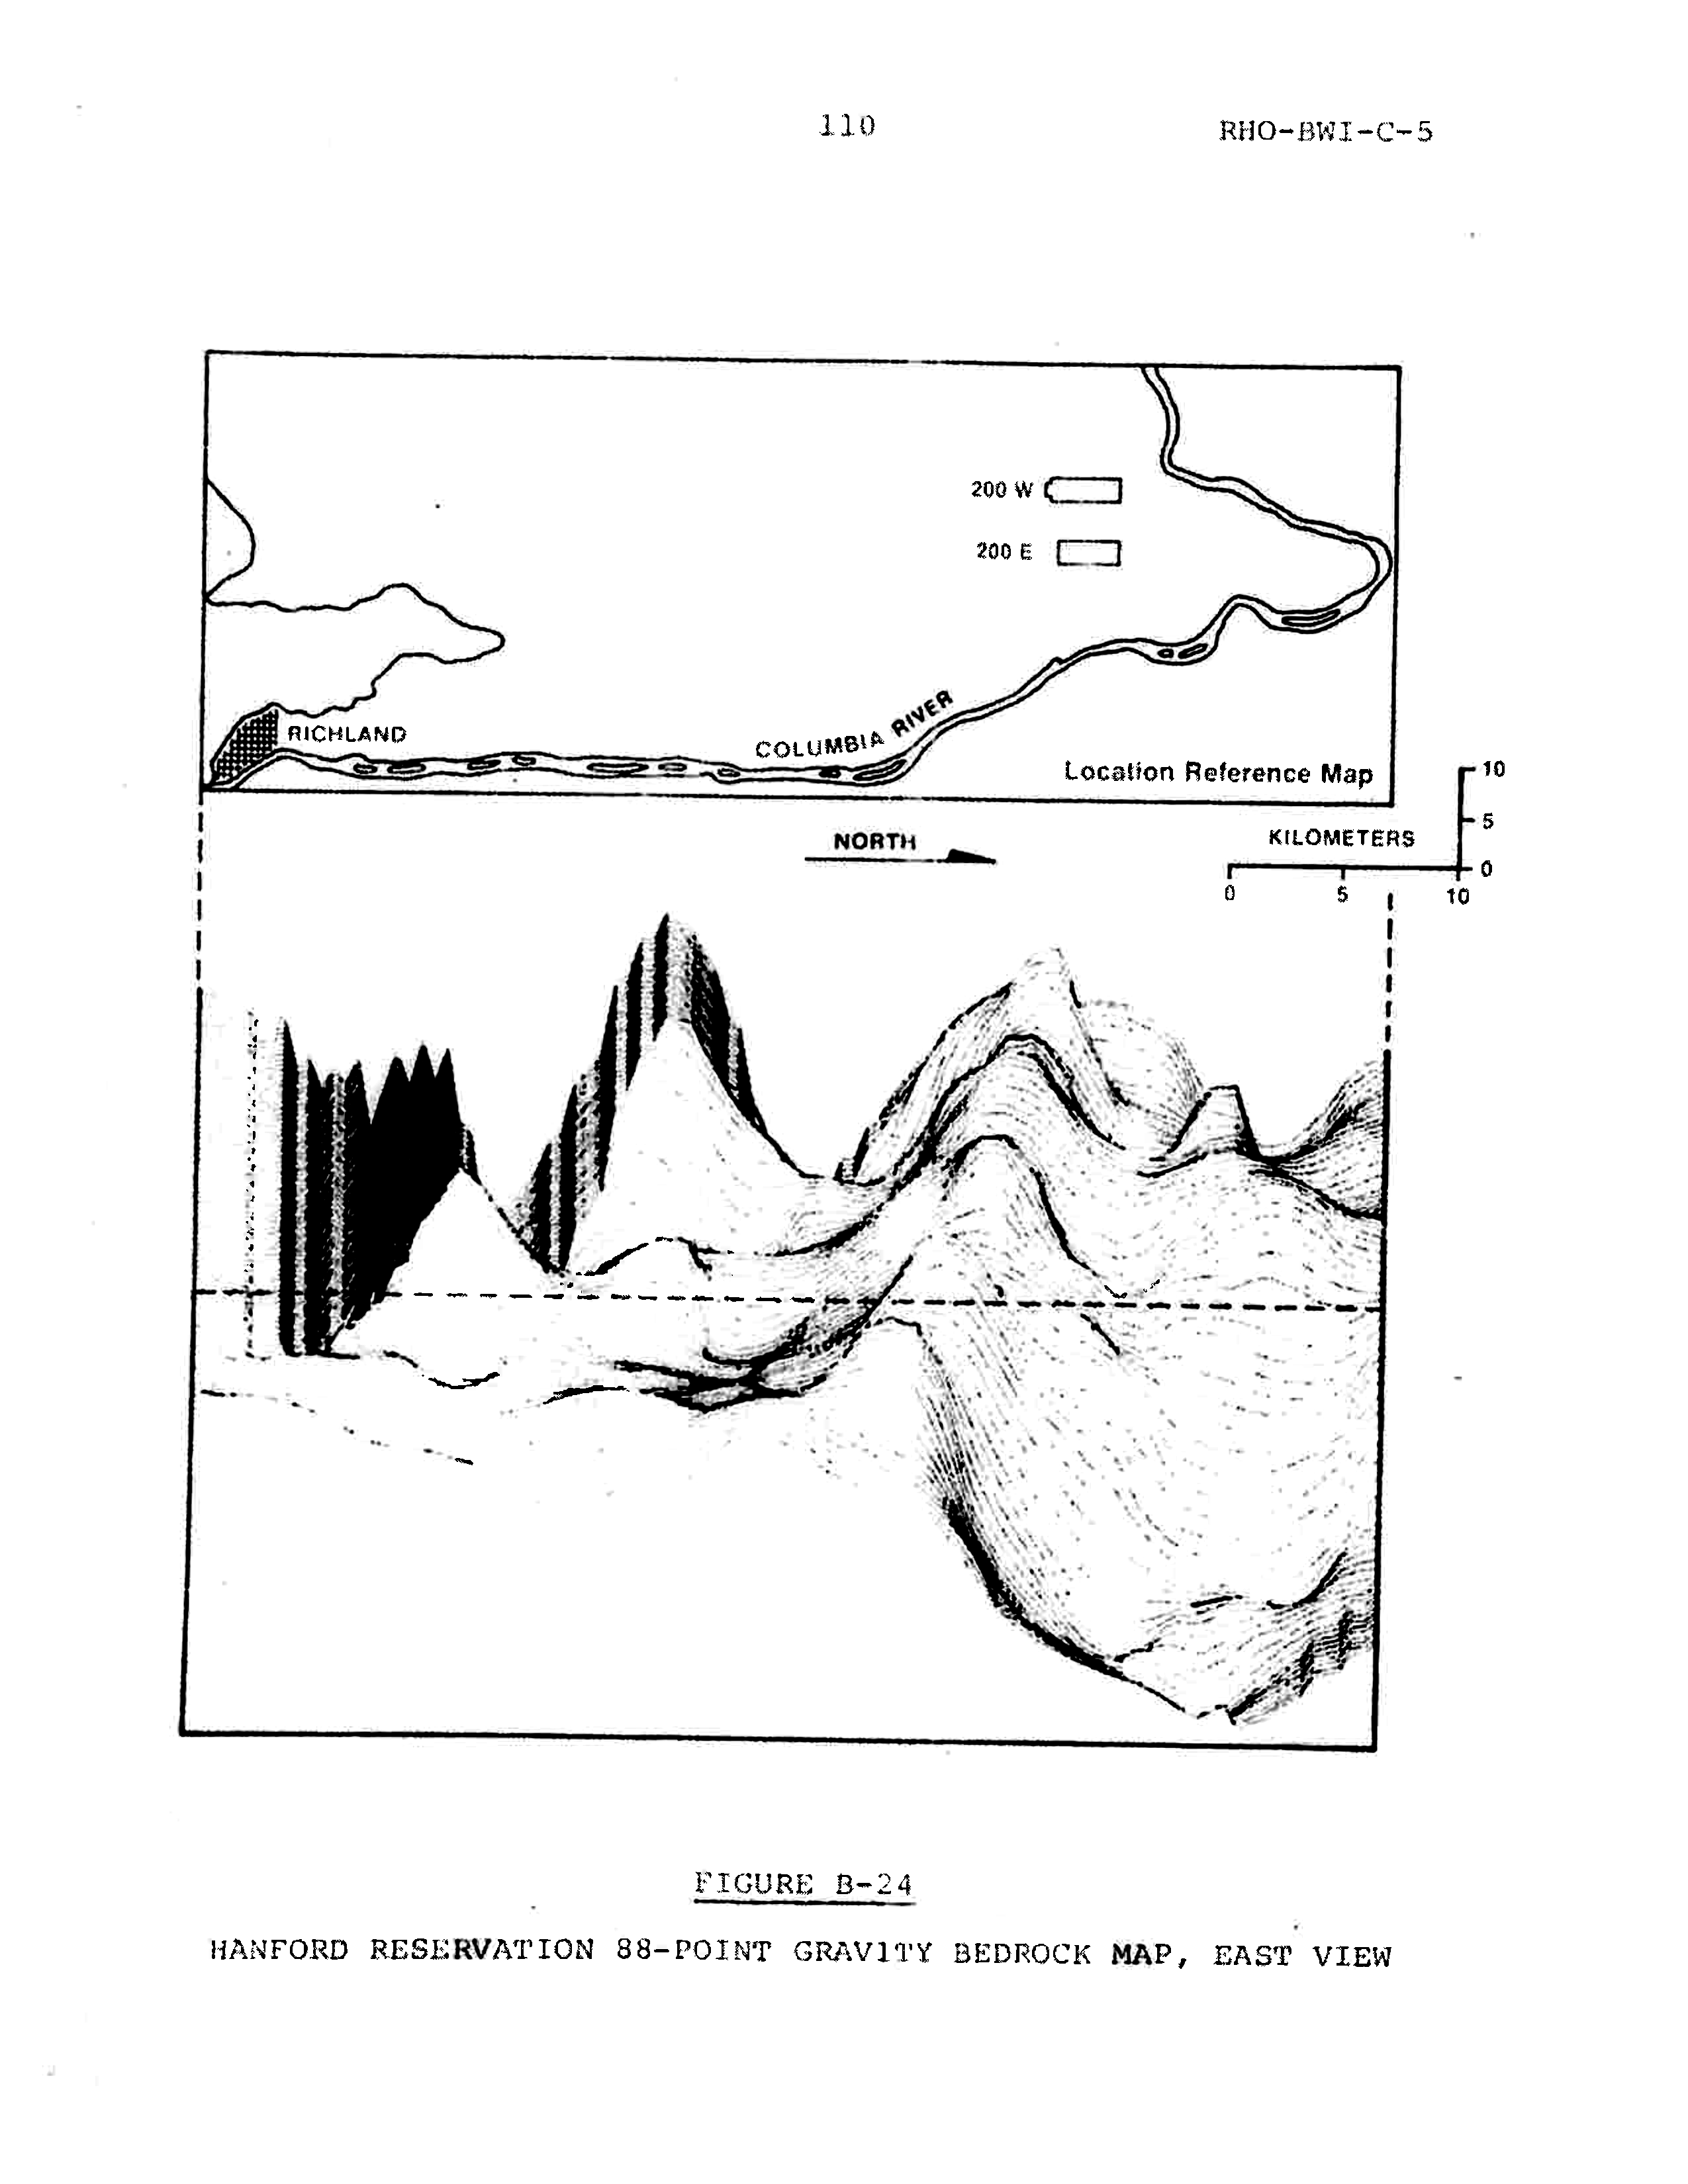 110
RHO-BWI-C-5
200 W
200 E
RICHLAND
COLUMBIA RIVER
Location Reference Map
10
5
0
KILOMETERS
0 5 10
NORTH
FIGURE B-24
HANFORD RESERVATION 88-POINT GRAVITY BEDROCK MAP, EAST VIEW